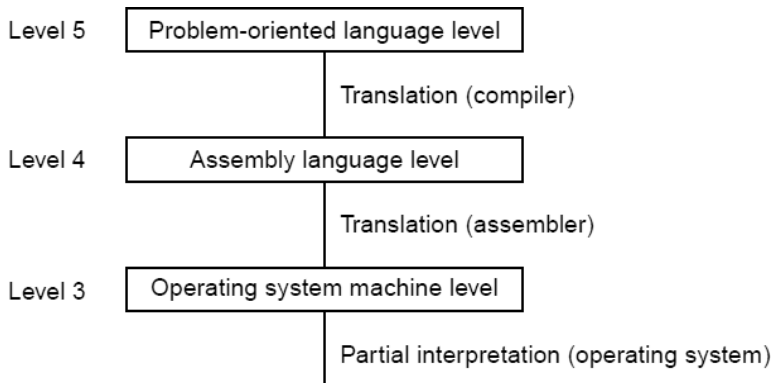 Level 5 Problem-oriented language level
Translation (compiler)
Level 4 Assembly language level
Translation (assembler)
Level 3 Operating system machine level
Partial interpretation (operating system)